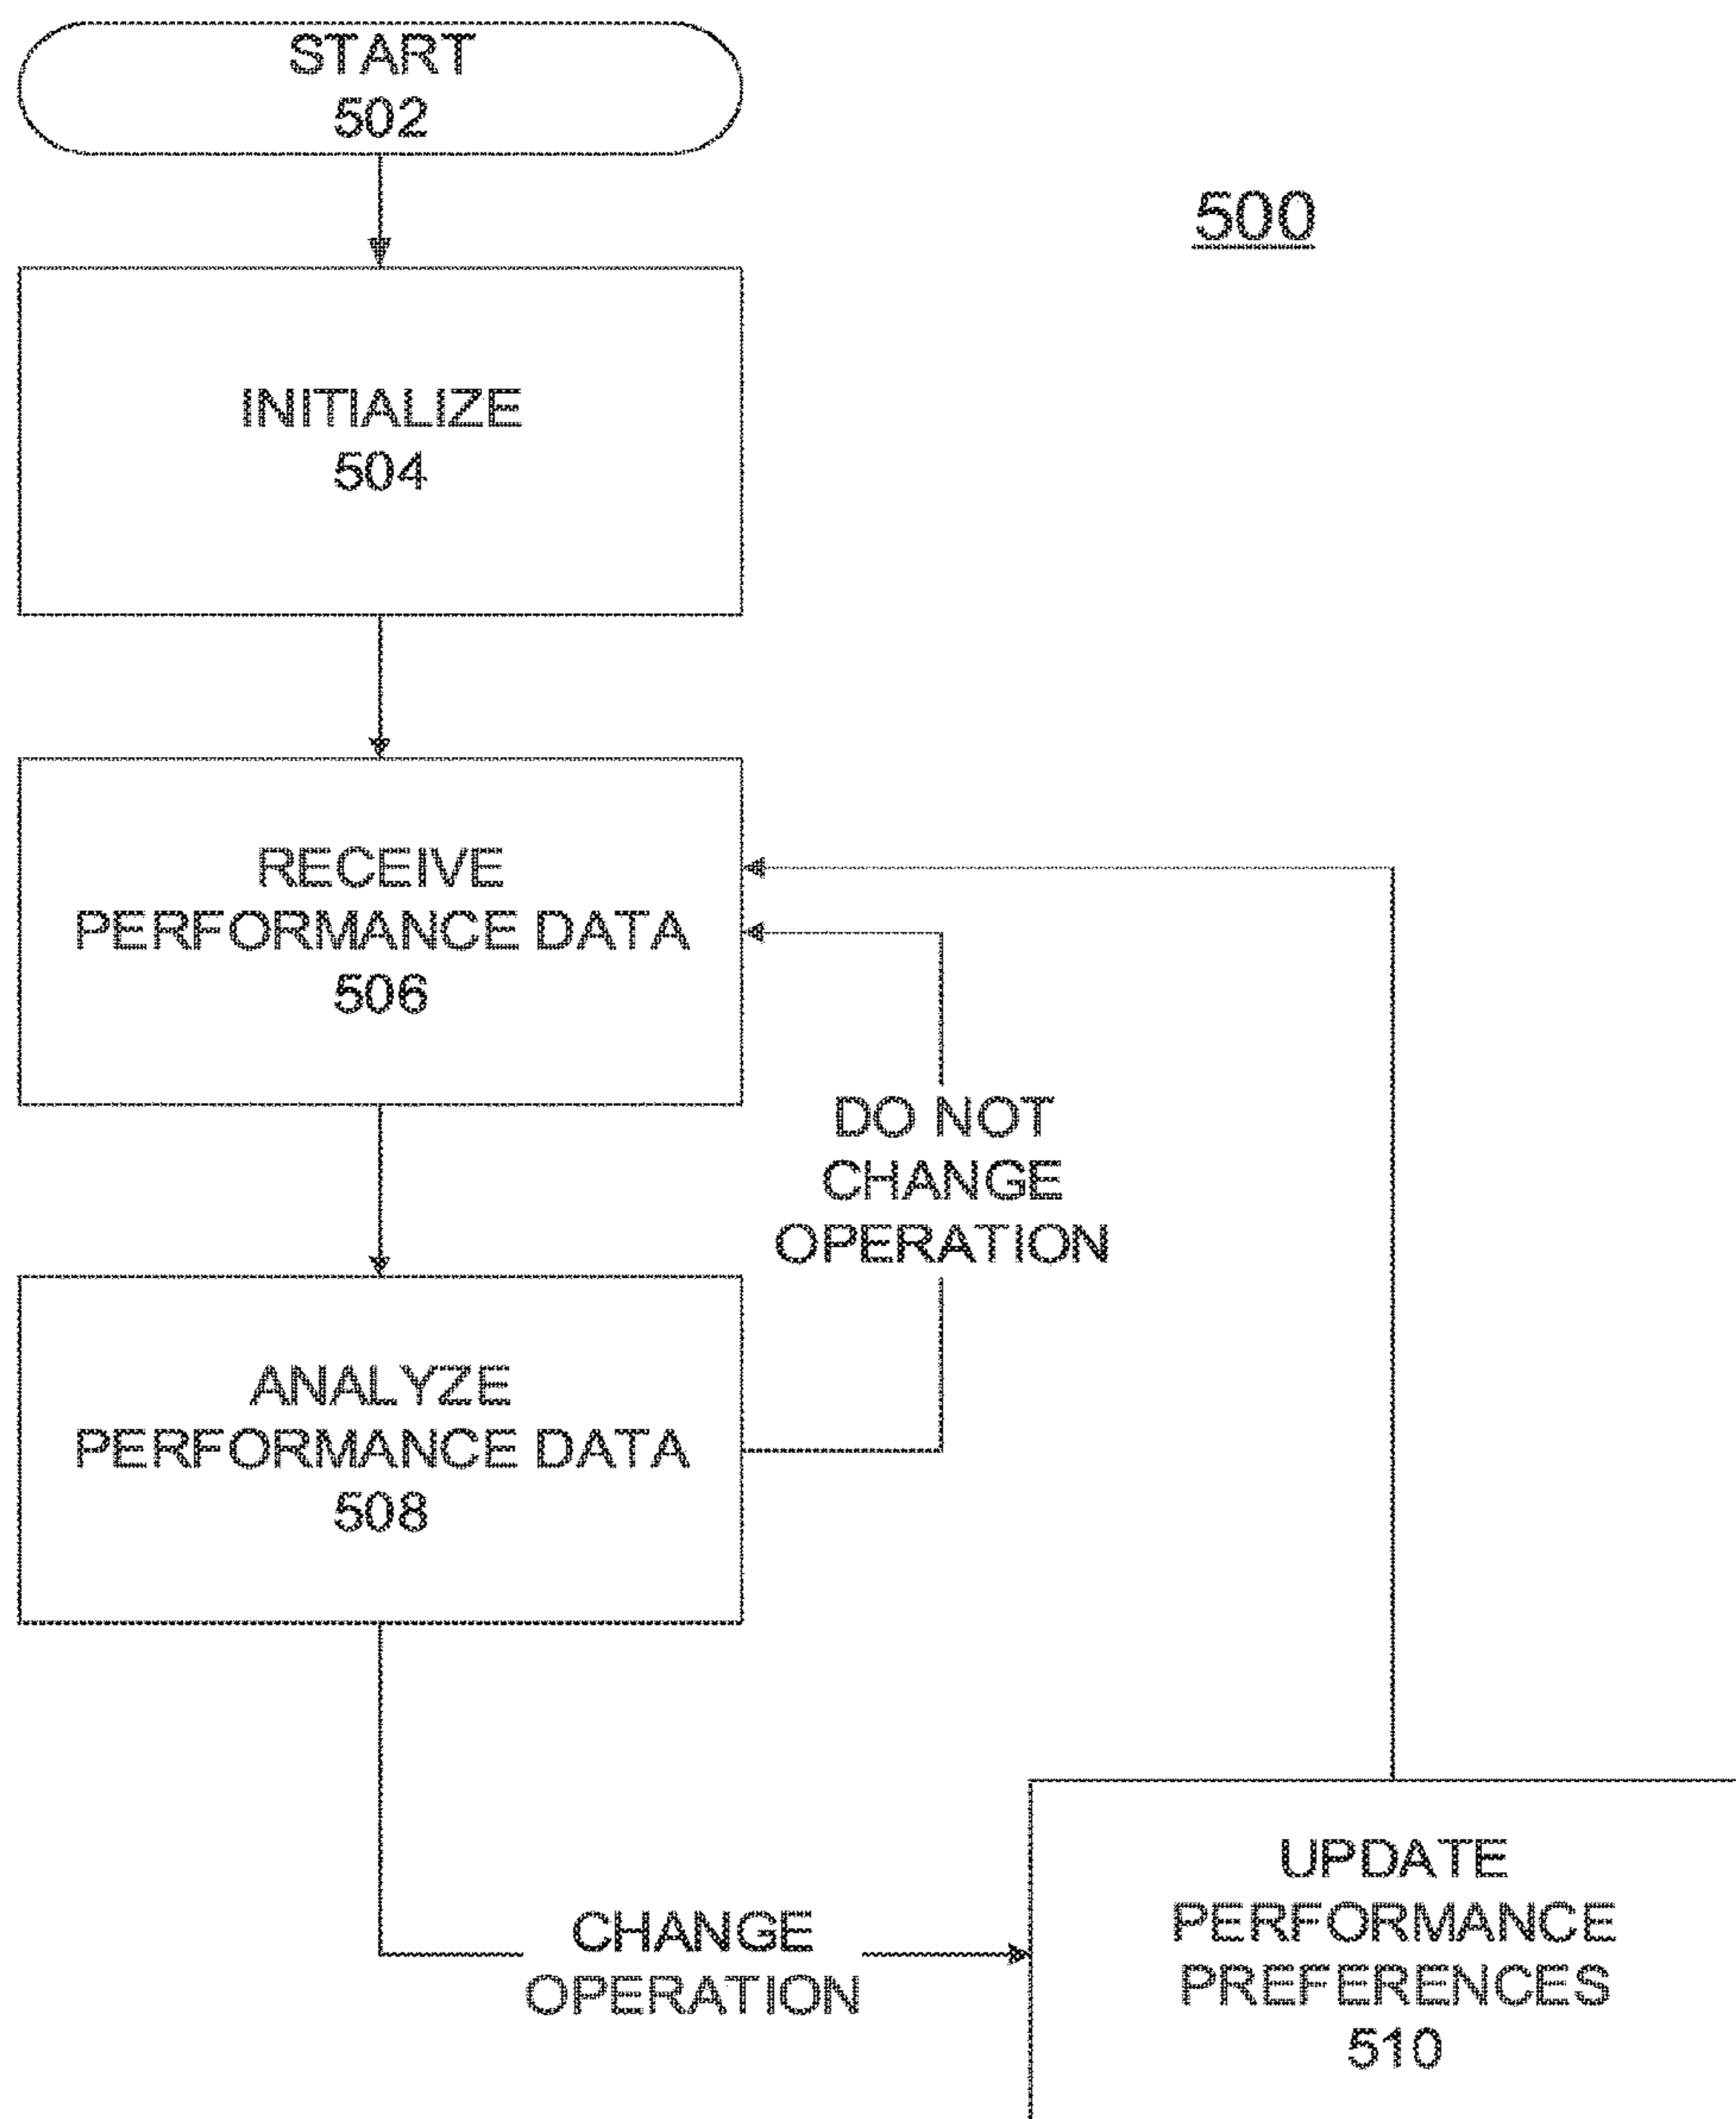 START
502
500
INITIALIZE
504
RECEIVE
PERFORMANCE DATA
506
DO NOT
CHANGE
OPERATION
ANALYZE
PERFORMANCE DATA
508
CHANGE
OPERATION
UPDATE
PERFORMANCE
PREFERENCES
510